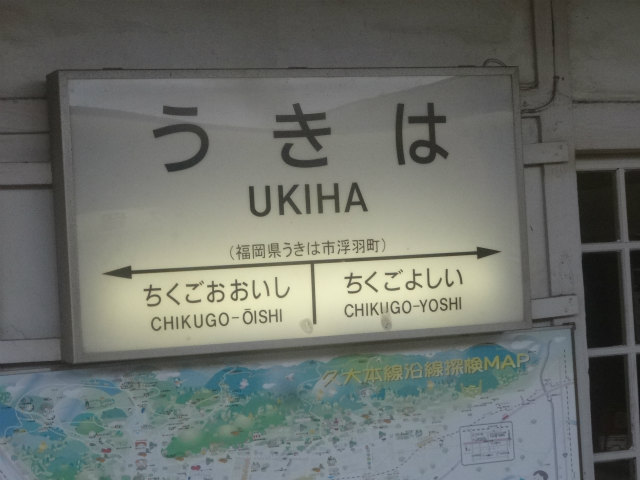 うきは
UKIHA
（福岡県うきは市浮羽町）
ちくごおおいし
CHIKUGO-ŌISHI
ちくごよしい
CHIKUGO-YOSHI
久大本線沿線探検MAP